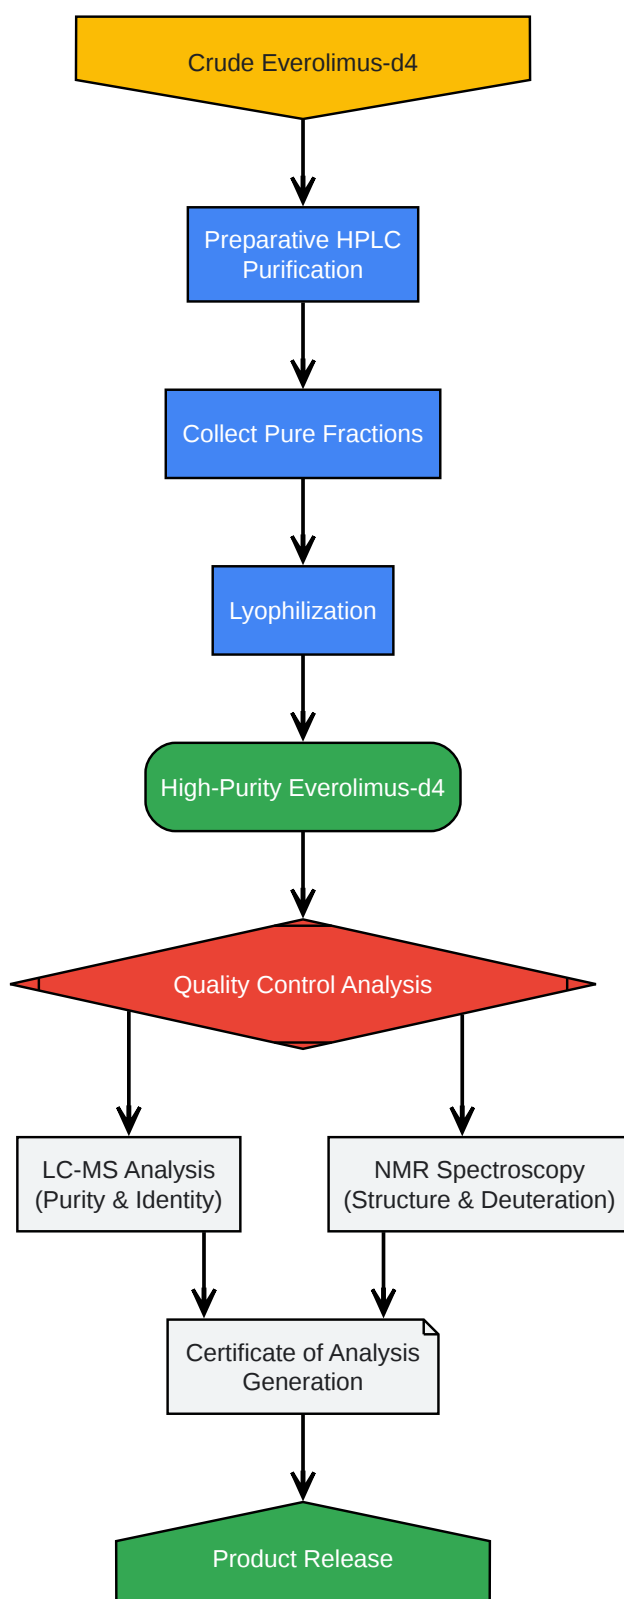 Crude Everolimus-d4
Preparative HPLC
Purification
Collect Pure Fractions
Lyophilization
High-Purity Everolimus-d4
Quality Control Analysis
LC-MS Analysis
(Purity & Identity)
NMR Spectroscopy
(Structure & Deuteration)
Certificate of Analysis
Generation
Product Release